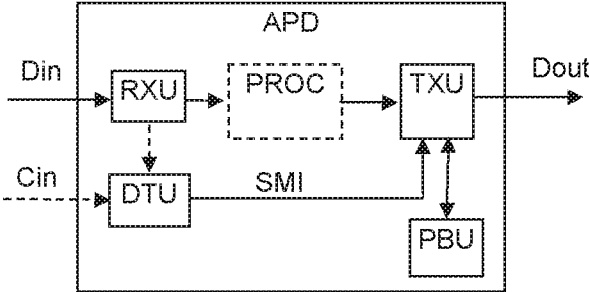 APD
Din
RXU
PROC
TXU
Dout
Cin
DTU
SMI
PBU